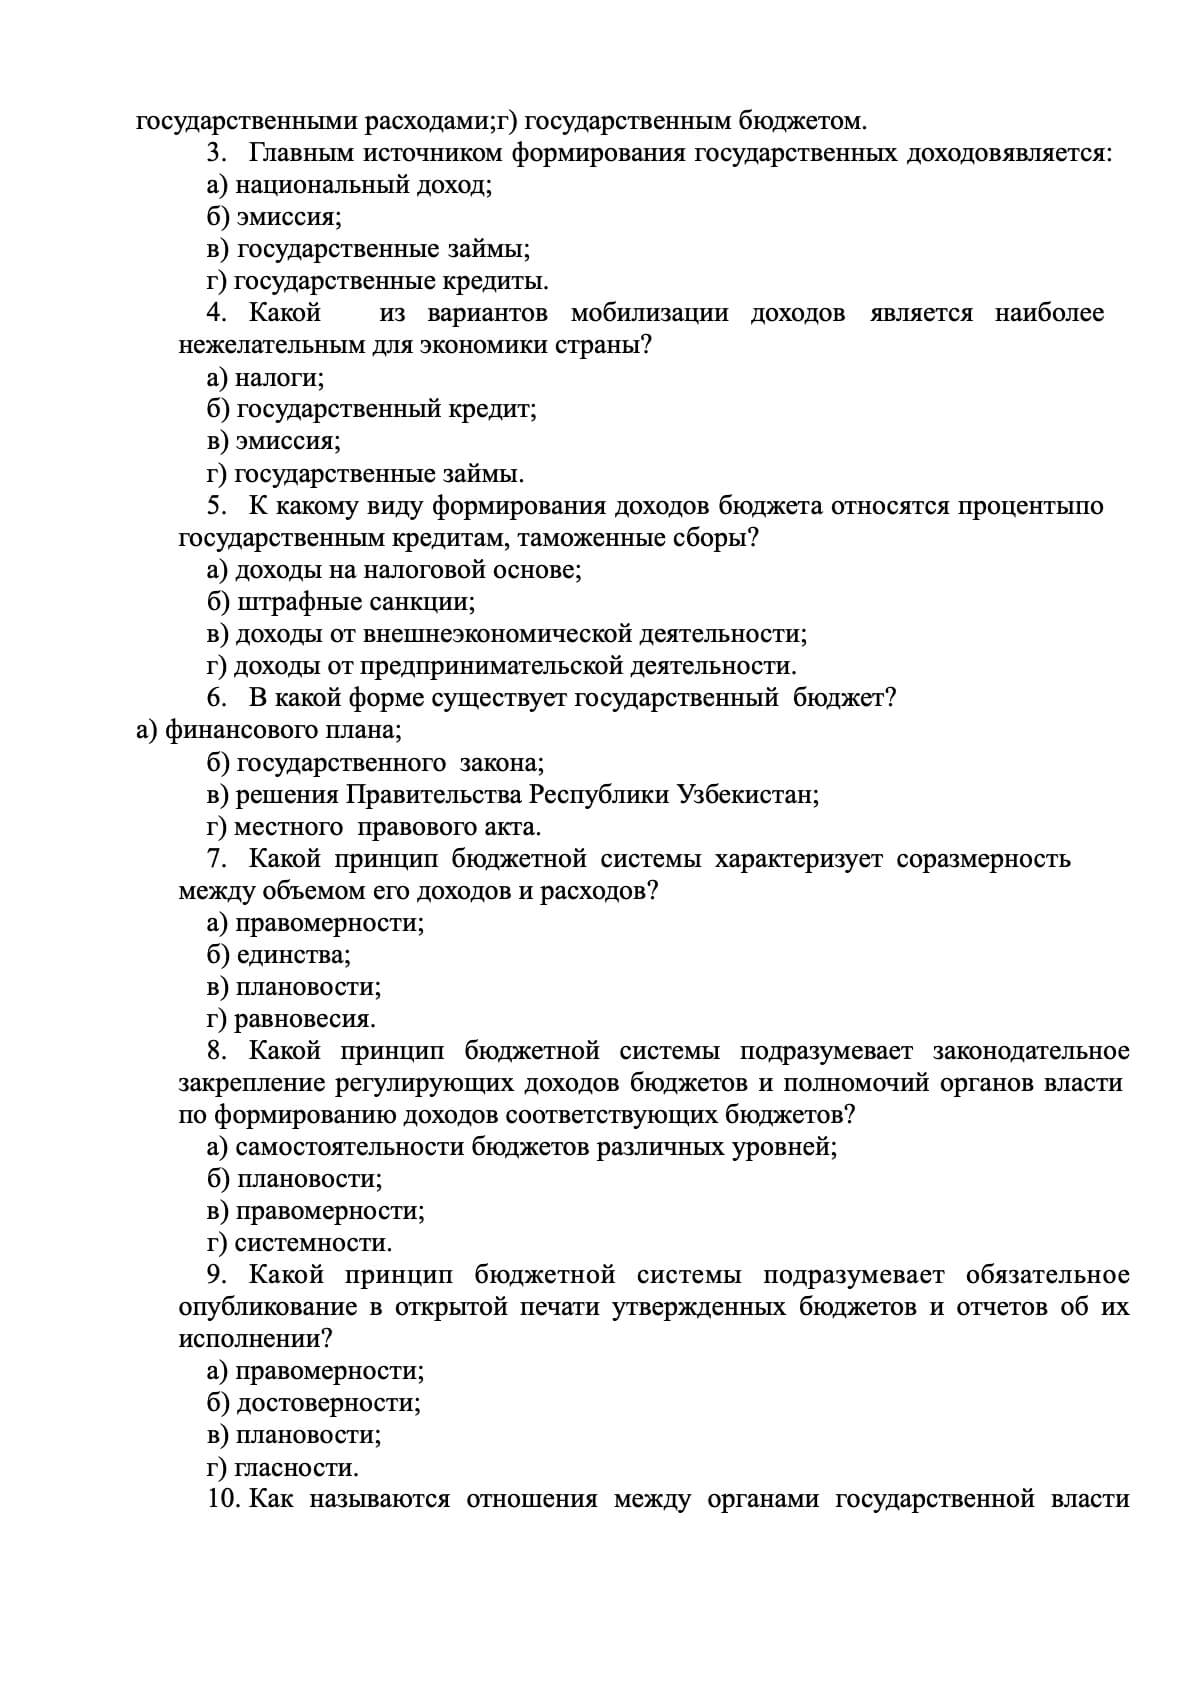 государственными расходами;г) государственным бюджетом.
3. Главным источником формирования государственных доходовявляется:
а) национальный доход;
б) эмиссия;
в) государственные займы;
г) государственные кредиты.
4. Какой из вариантов мобилизации доходов является наиболее
нежелательным для экономики страны?
а) налоги;
б) государственный кредит;
в) эмиссия;
г) государственные займы.
5. К какому виду формирования доходов бюджета относятся процентыпо
государственным кредитам, таможенные сборы?
а) доходы на налоговой основе;
б) штрафные санкции;
в) доходы от внешнеэкономической деятельности;
г) доходы от предпринимательской деятельности.
6. В какой форме существует государственный бюджет?
а) финансового плана;
б) государственного закона;
в) решения Правительства Республики Узбекистан;
г) местного правового акта.
7. Какой принцип бюджетной системы характеризует соразмерность
между объемом его доходов и расходов?
а) правомерности;
б) единства;
в) плановости;
г) равновесия.
8. Какой принцип бюджетной системы подразумевает законодательное
закрепление регулирующих доходов бюджетов и полномочий органов власти
по формированию доходов соответствующих бюджетов?
а) самостоятельности бюджетов различных уровней;
б) плановости;
в) правомерности;
г) системности.
9. Какой принцип бюджетной системы подразумевает обязательное
опубликование в открытой печати утвержденных бюджетов и отчетов об их
исполнении?
а) правомерности;
б) достоверности;
в) плановости;
г) гласности.
10. Как называются отношения между органами государственной власти